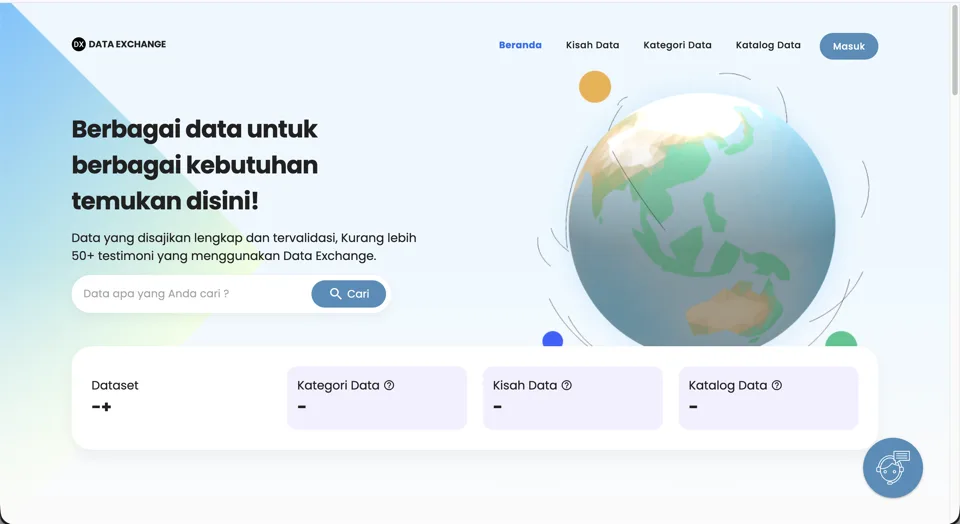 DX DATA EXCHANGE
Beranda
Kisah Data
Kategori Data
Katalog Data
Masuk
Berbagai data untuk
berbagai kebutuhan
temukan disini!
Data yang disajikan lengkap dan tervalidasi, Kurang lebih
50+ testimoni yang menggunakan Data Exchange.
Data apa yang Anda cari ?
Cari
Dataset
-+
Kategori Data ?
-
Kisah Data ?
-
Katalog Data ?
-